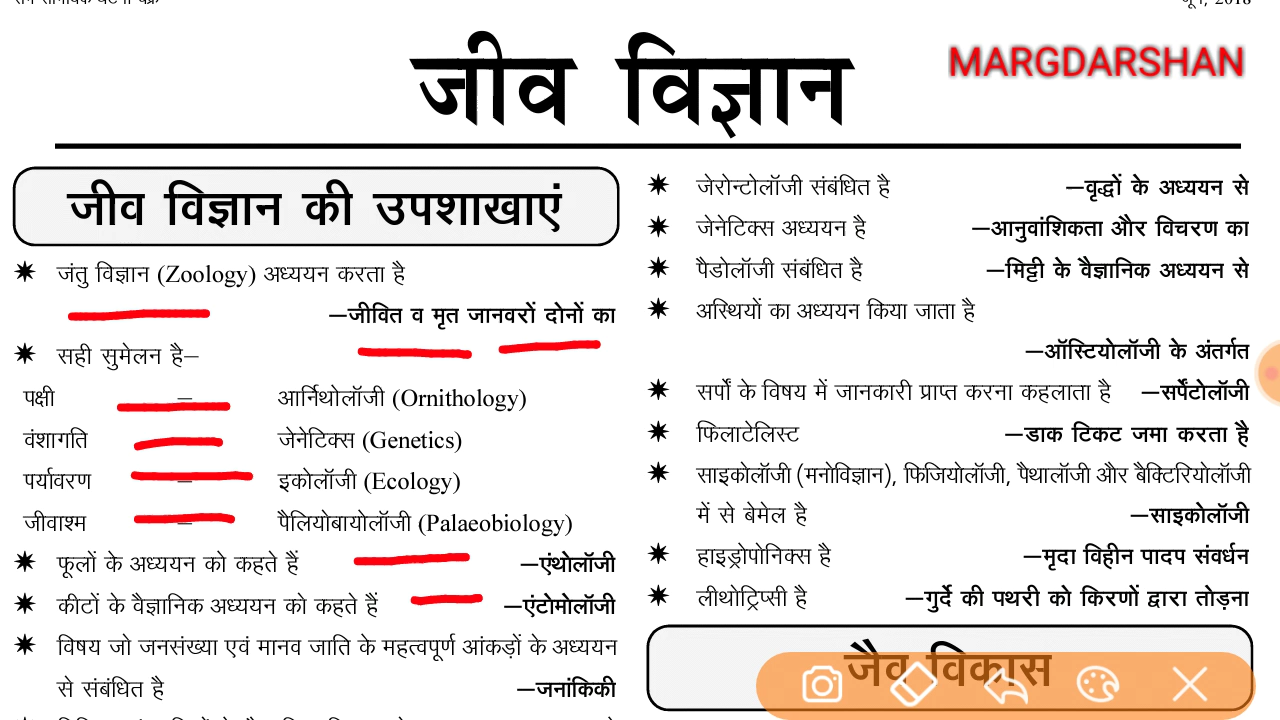 जून, 2018
जीव विज्ञान
MARGDARSHAN
जीव विज्ञान की उपशाखाएं
✷ जंतु विज्ञान (Zoology) अध्ययन करता है
—जीवित व मृत जानवरों दोनों का
✷ सही सुमेलन है–
पक्षी – आर्निथोलॉजी (Ornithology)
वंशागति – जेनेटिक्स (Genetics)
पर्यावरण – इकोलॉजी (Ecology)
जीवाश्म – पैलियोबायोलॉजी (Palaeobiology)
✷ फूलों के अध्ययन को कहते हैं —एंथोलॉजी
✷ कीटों के वैज्ञानिक अध्ययन को कहते हैं —एंटोमोलॉजी
✷ विषय जो जनसंख्या एवं मानव जाति के महत्वपूर्ण आंकड़ों के अध्ययन
से संबंधित है —जनांकिकी
✷ जेरोन्टोलॉजी संबंधित है —वृद्धों के अध्ययन से
✷ जेनेटिक्स अध्ययन है —आनुवांशिकता और विचरण का
✷ पैडोलॉजी संबंधित है —मिट्टी के वैज्ञानिक अध्ययन से
✷ अस्थियों का अध्ययन किया जाता है
—ऑस्टियोलॉजी के अंतर्गत
✷ सर्पों के विषय में जानकारी प्राप्त करना कहलाता है —सर्पेंटोलॉजी
✷ फिलाटेलिस्ट —डाक टिकट जमा करता है
✷ साइकोलॉजी (मनोविज्ञान), फिजियोलॉजी, पैथालॉजी और बैक्टिरियोलॉजी
में से बेमेल है —साइकोलॉजी
✷ हाइड्रोपोनिक्स है —मृदा विहीन पादप संवर्धन
✷ लीथोट्रिप्सी है —गुर्दे की पथरी को किरणों द्वारा तोड़ना
जैव विकास